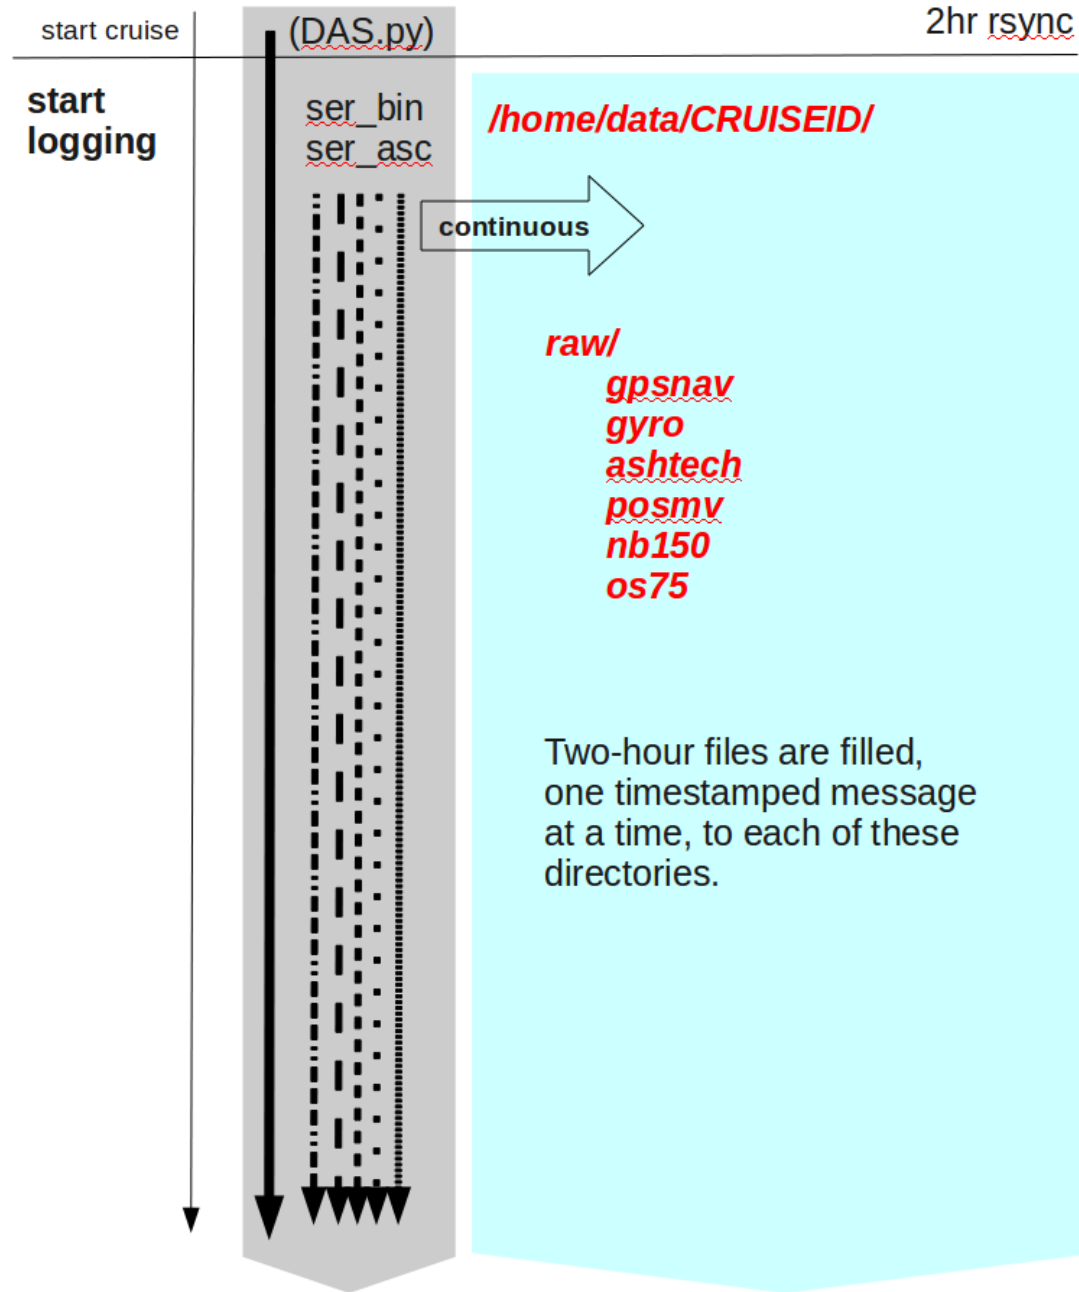 start cruise
(DAS.py)
2hr rsync
start
logging
ser_bin
ser_asc
/home/data/CRUISEID/
continuous
raw/
gpsnav
gyro
ashtech
posmv
nb150
os75
Two-hour files are filled,
one timestamped message
at a time, to each of these
directories.